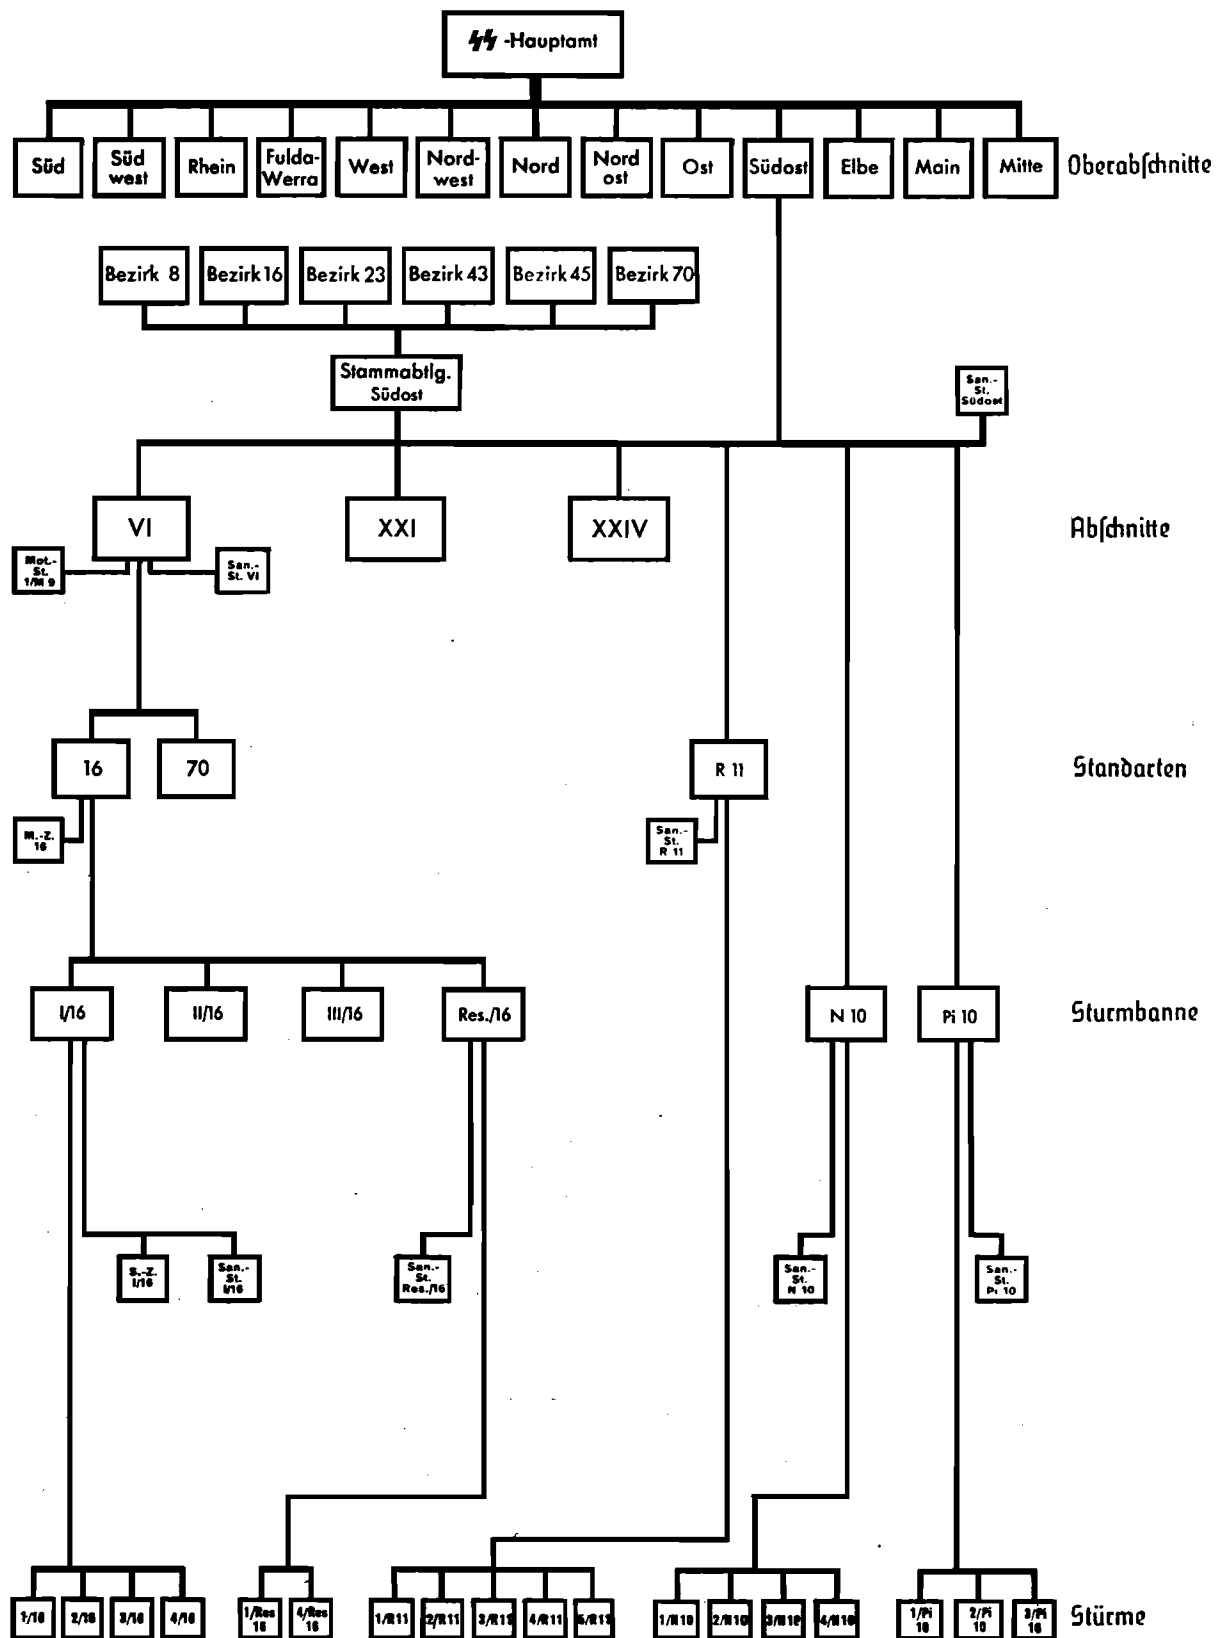 ᛋᛋ-Hauptamt
Süd
Süd
west
Rhein
Fulda-
Werra
West
Nord-
west
Nord
Nord
ost
Ost
Südost
Elbe
Main
Mitte
Oberabſchnitte
Bezirk 8
Bezirk 16
Bezirk 23
Bezirk 43
Bezirk 45
Bezirk 70
Stammabtlg.
Südost
San.-
St.
Südost
VI
XXI
XXIV
Abſchnitte
Mot.-
St.
1/M 9
San.-
St. VI
16
70
R 11
Standarten
M.-Z.
16
San.-
St.
R 11
I/16
II/16
III/16
Res./16
N 10
Pi 10
Sturmbanne
S.-Z.
I/16
San.-
St.
I/16
San.-
St.
Res./16
San.-
St.
N 10
San.-
St.
Pi 10
1/16
2/16
3/16
4/16
1/Res
16
4/Res
16
1/R11
2/R11
3/R11
4/R11
5/R11
1/N10
2/N10
3/N10
4/N10
1/Pi
10
2/Pi
10
3/Pi
10
Stürme